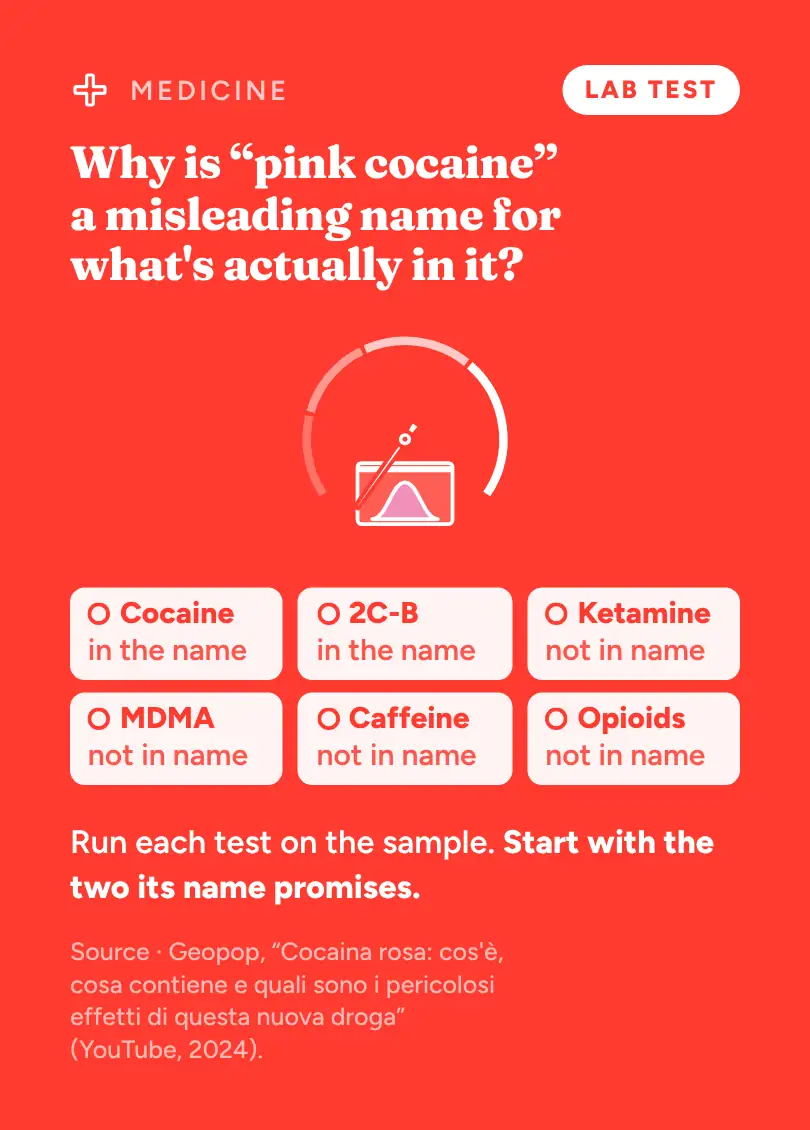 MEDICINE
LAB TEST
Why is “pink cocaine”
a misleading name for
what's actually in it?
Cocaine
in the name
2C-B
in the name
Ketamine
not in name
MDMA
not in name
Caffeine
not in name
Opioids
not in name
Run each test on the sample. Start with the
two its name promises.
Source · Geopop, “Cocaina rosa: cos'è,
cosa contiene e quali sono i pericolosi
effetti di questa nuova droga”
(YouTube, 2024).